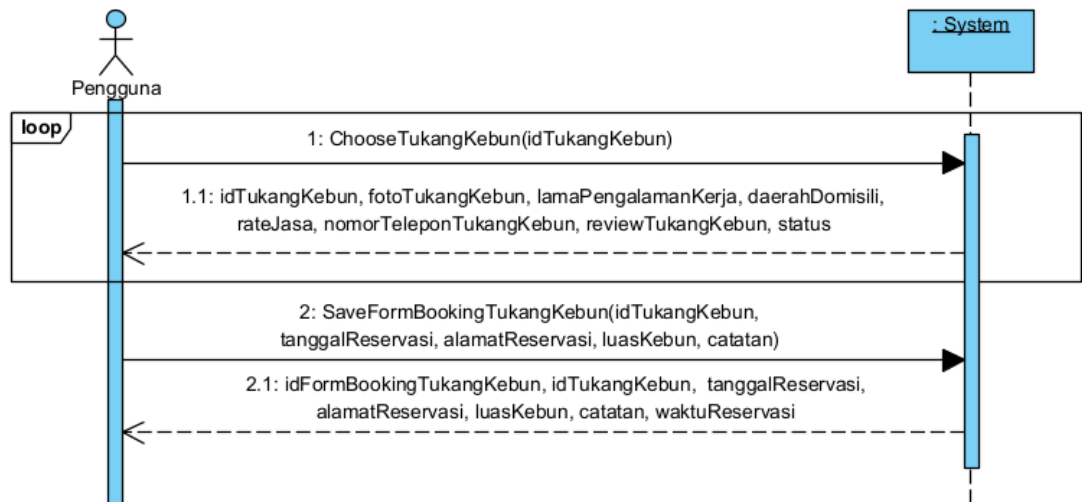 : System
Pengguna
loop
1: ChooseTukangKebun(idTukangKebun)
1.1: idTukangKebun, fotoTukangKebun, lamaPengalamanKerja, daerahDomisili,
rateJasa, nomorTeleponTukangKebun, reviewTukangKebun, status
2: SaveFormBookingTukangKebun(idTukangKebun,
tanggalReservasi, alamatReservasi, luasKebun, catatan)
2.1: idFormBookingTukangKebun, idTukangKebun, tanggalReservasi,
alamatReservasi, luasKebun, catatan, waktuReservasi